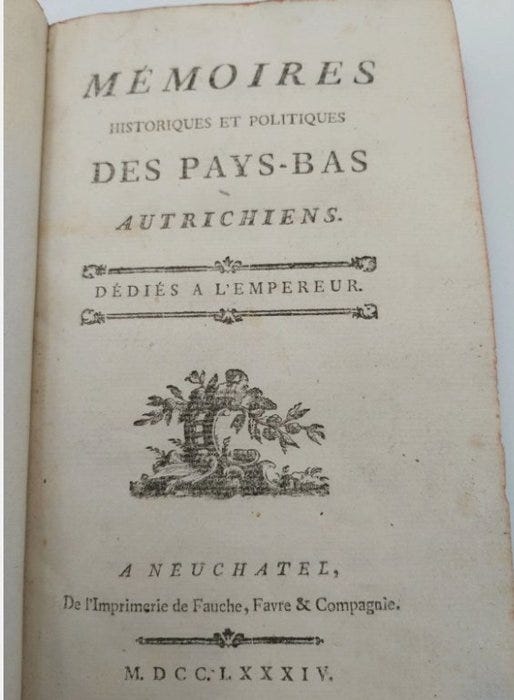 MÉMOIRES
HISTORIQUES ET POLITIQUES
DES PAYS-BAS
AUTRICHIENS.
DÉDIÉS A L'EMPEREUR.
A NEUCHATEL,
De l'Imprimerie de Fauche, Favre & Compagnie.
M. DCC. LXXXIV.